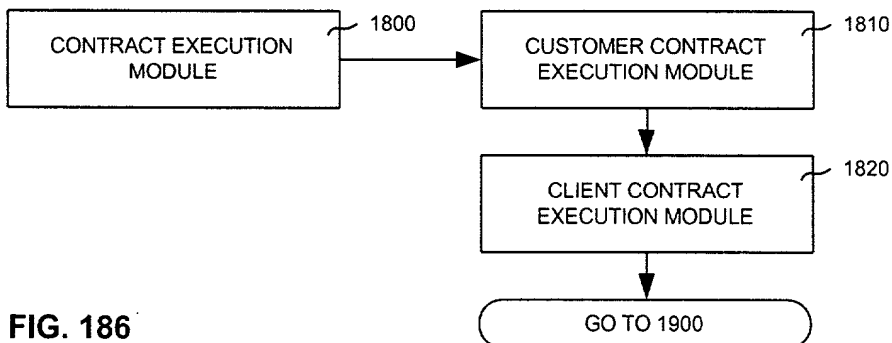 CONTRACT EXECUTION
MODULE
1800
CUSTOMER CONTRACT
EXECUTION MODULE
1810
CLIENT CONTRACT
EXECUTION MODULE
1820
GO TO 1900
FIG. 186